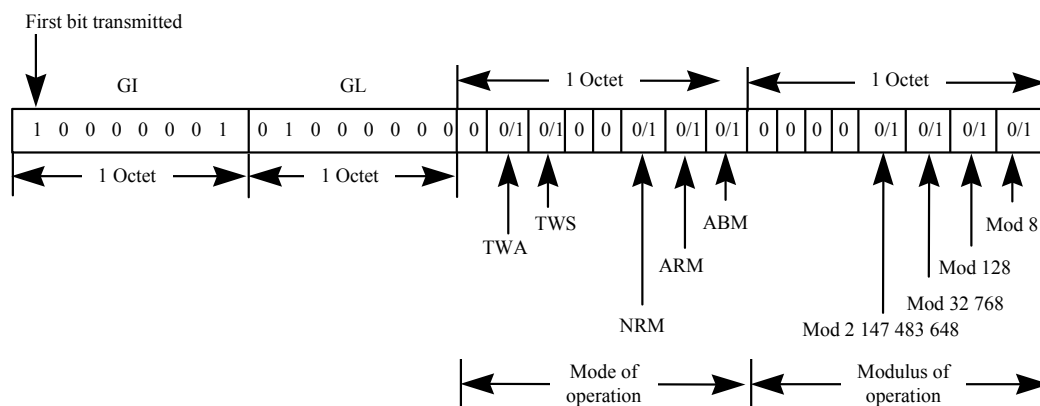 First bit transmitted
GI
GL
1 Octet
1 Octet
1 0 0 0 0 0 0 1 0 1 0 0 0 0 0 0 0 0/1 0/1 0 0 0/1 0/1 0/1 0 0 0 0 0/1 0/1 0/1 0/1
1 Octet
1 Octet
TWA
TWS
NRM
ARM
ABM
Mod 2 147 483 648
Mod 32 768
Mod 128
Mod 8
Mode of
operation
Modulus of
operation